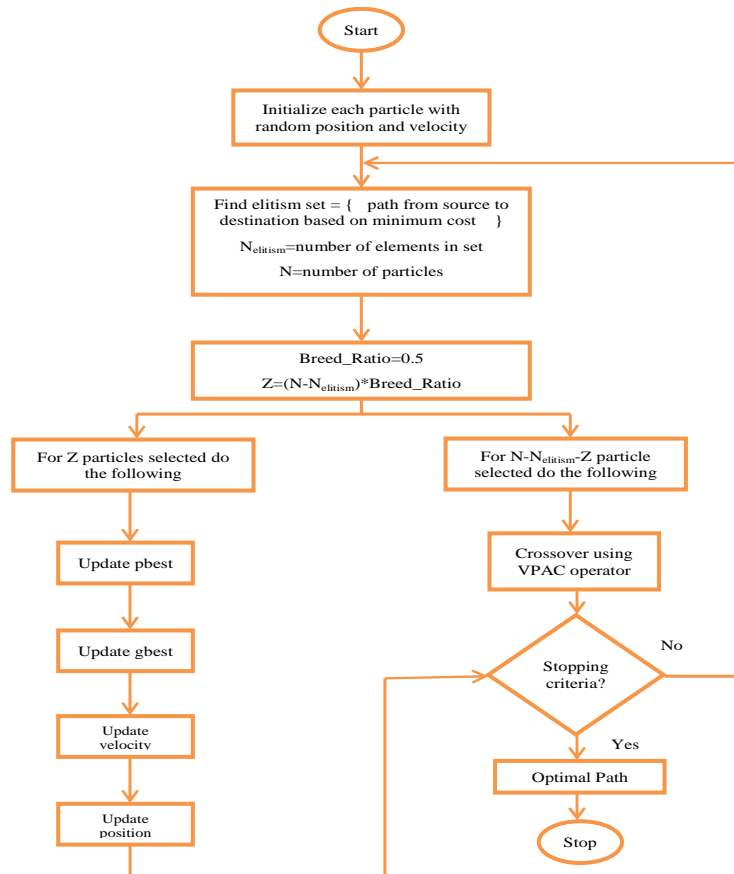 Start
Initialize each particle with
random position and velocity
Find elitism set = { path from source to
destination based on minimum cost }
Nelitism=number of elements in set
N=number of particles
Breed_Ratio=0.5
Z=(N-Nelitism)*Breed_Ratio
For Z particles selected do
the following
Update pbest
Update gbest
Update
velocity
Update
position
For N-Nelitism-Z particle
selected do the following
Crossover using
VPAC operator
Stopping
criteria?
No
Yes
Optimal Path
Stop